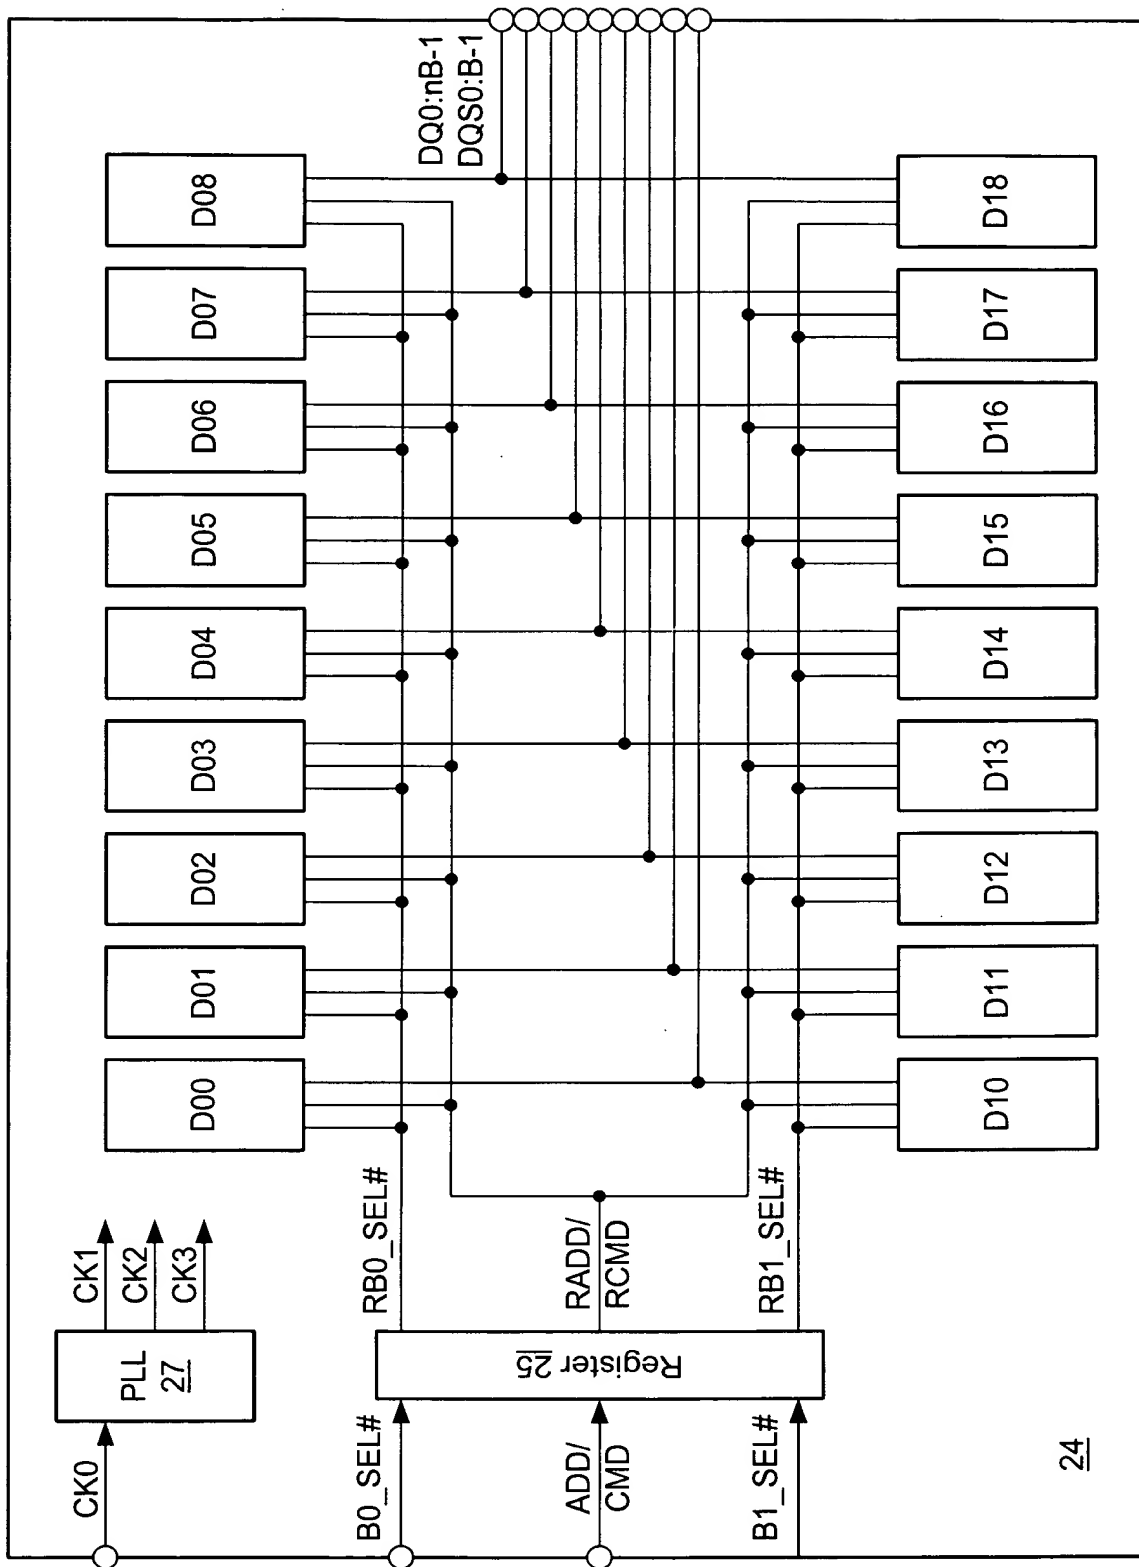 CK0
PLL
27
CK1
CK2
CK3
B0_SEL#
ADD/
CMD
B1_SEL#
Register 25
RB0_SEL#
RADD/
RCMD
RB1_SEL#
D00
D01
D02
D03
D04
D05
D06
D07
D08
D10
D11
D12
D13
D14
D15
D16
D17
D18
DQ0:nB-1
DQS0:B-1
24